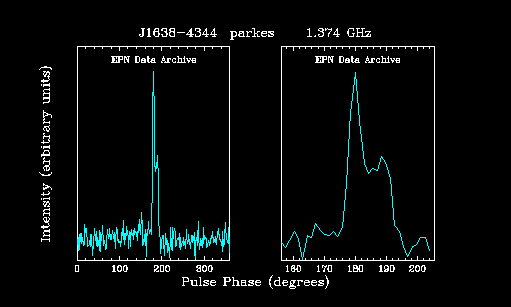 J1638-4344 parkes 1.374 GHz
EPN Data Archive EPN Data Archive
Intensity (arbitrary units)
0 100 200 300 160 170 180 190 200
Pulse Phase (degrees)